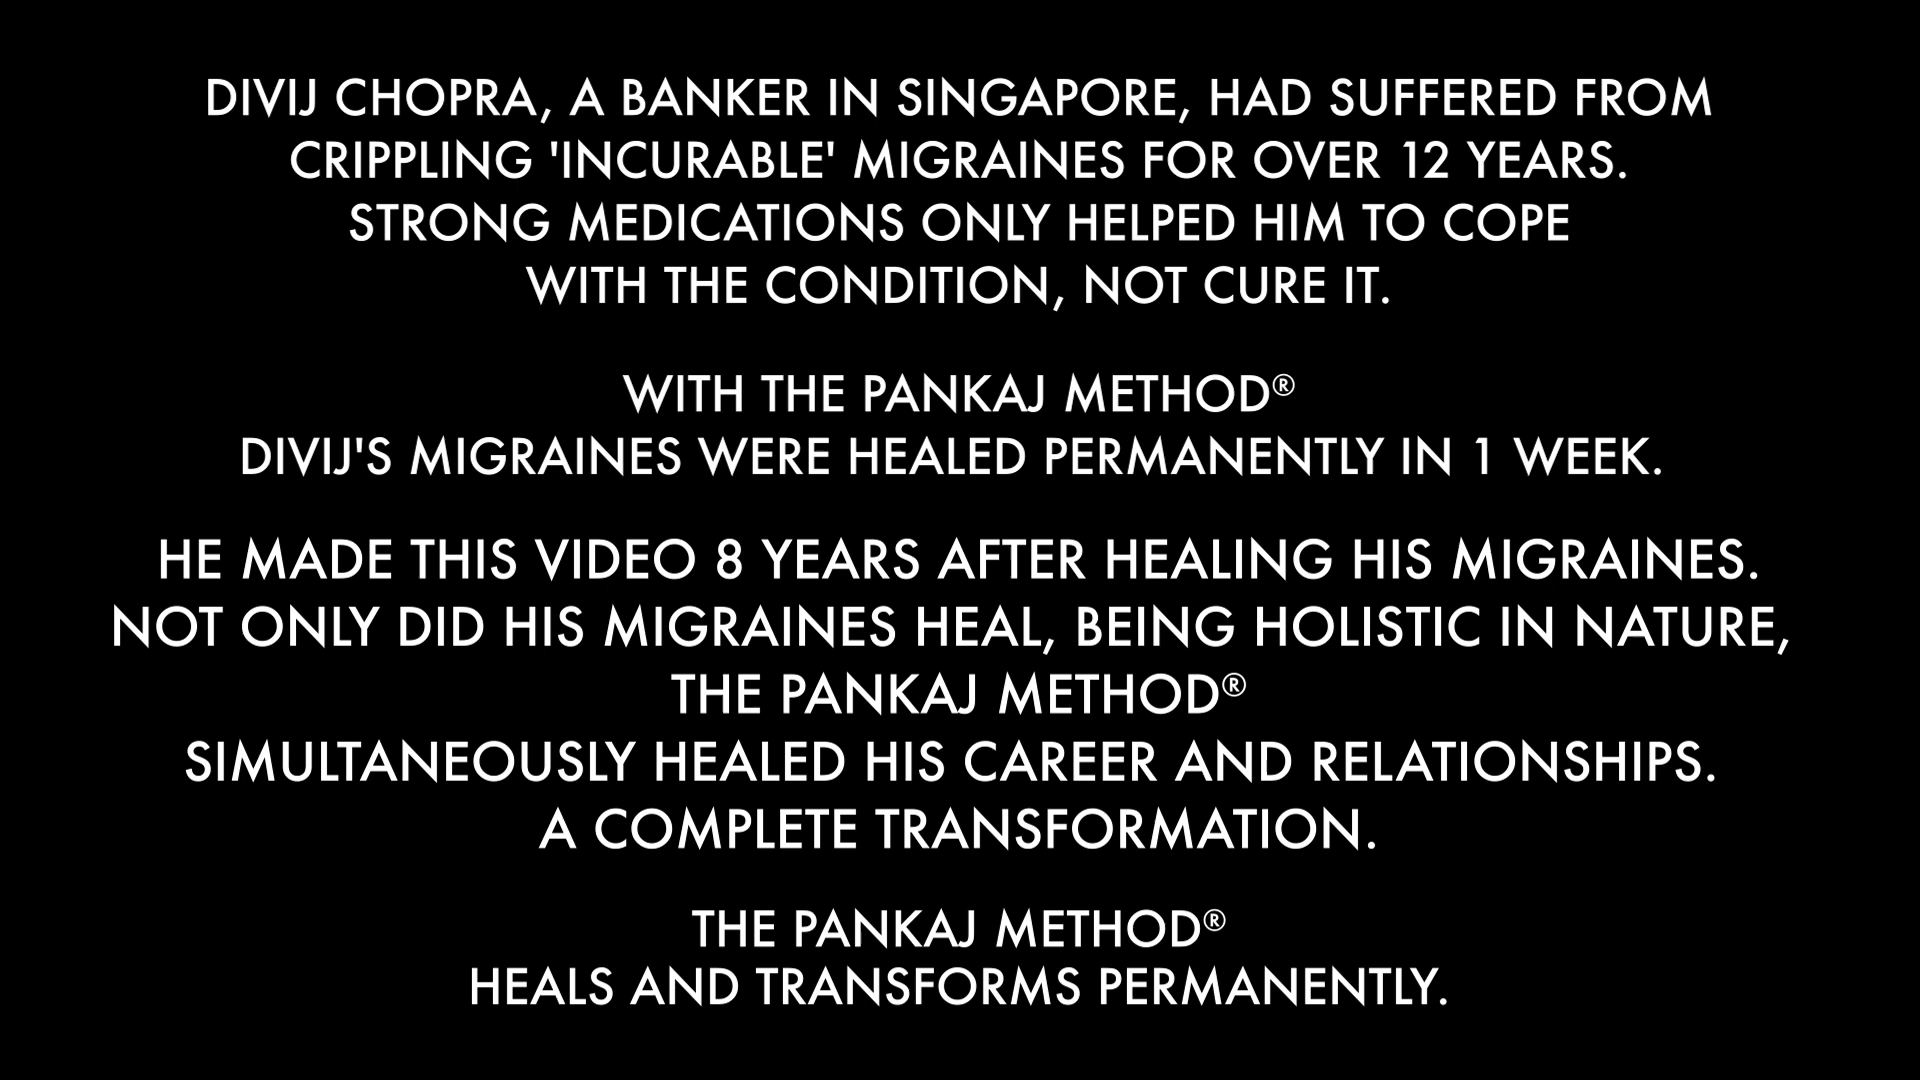 DIVIJ CHOPRA, A BANKER IN SINGAPORE, HAD SUFFERED FROM
CRIPPLING 'INCURABLE' MIGRAINES FOR OVER 12 YEARS.
STRONG MEDICATIONS ONLY HELPED HIM TO COPE
WITH THE CONDITION, NOT CURE IT.
WITH THE PANKAJ METHOD®
DIVIJ'S MIGRAINES WERE HEALED PERMANENTLY IN 1 WEEK.
HE MADE THIS VIDEO 8 YEARS AFTER HEALING HIS MIGRAINES.
NOT ONLY DID HIS MIGRAINES HEAL, BEING HOLISTIC IN NATURE,
THE PANKAJ METHOD®
SIMULTANEOUSLY HEALED HIS CAREER AND RELATIONSHIPS.
A COMPLETE TRANSFORMATION.
THE PANKAJ METHOD®
HEALS AND TRANSFORMS PERMANENTLY.